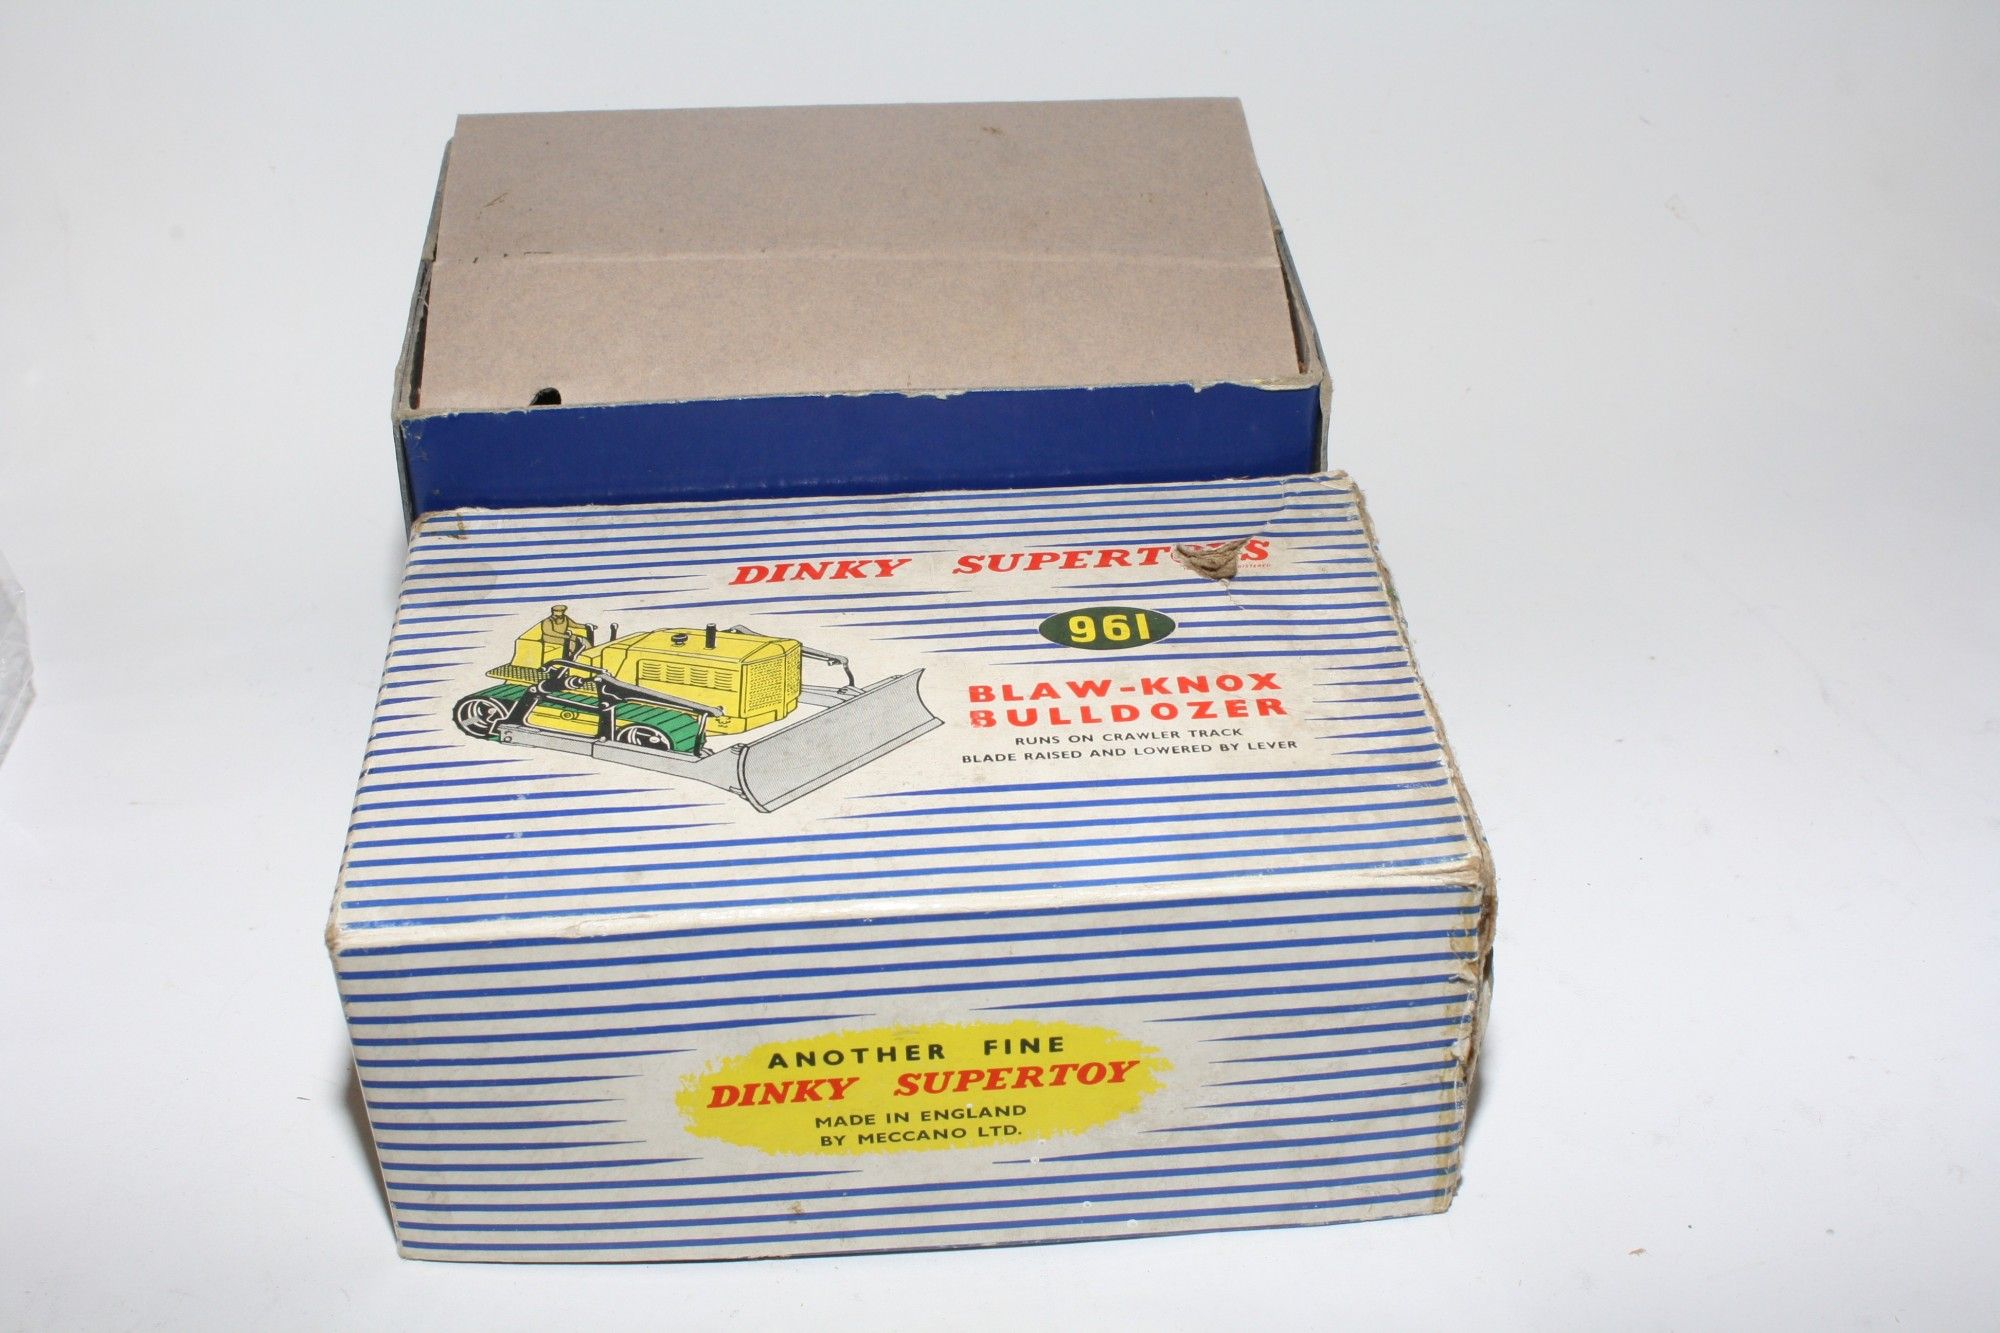 DINKY SUPERTOYS
961
BLAW-KNOX
BULLDOZER
RUNS ON CRAWLER TRACK
BLADE RAISED AND LOWERED BY LEVER
ANOTHER FINE
DINKY SUPERTOY
MADE IN ENGLAND
BY MECCANO LTD.